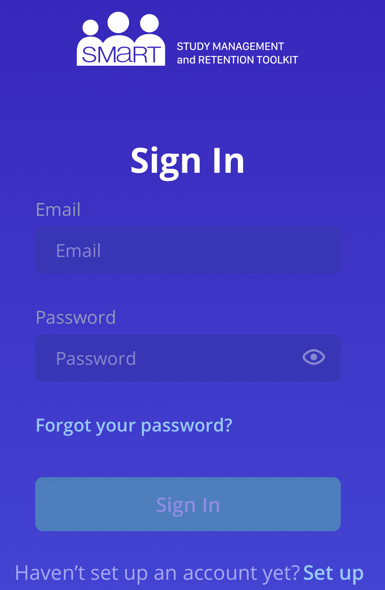 SMaRT
STUDY MANAGEMENT
and RETENTION TOOLKIT
Sign In
Email
Email
Password
Password
Forgot your password?
Sign In
Haven’t set up an account yet? Set up